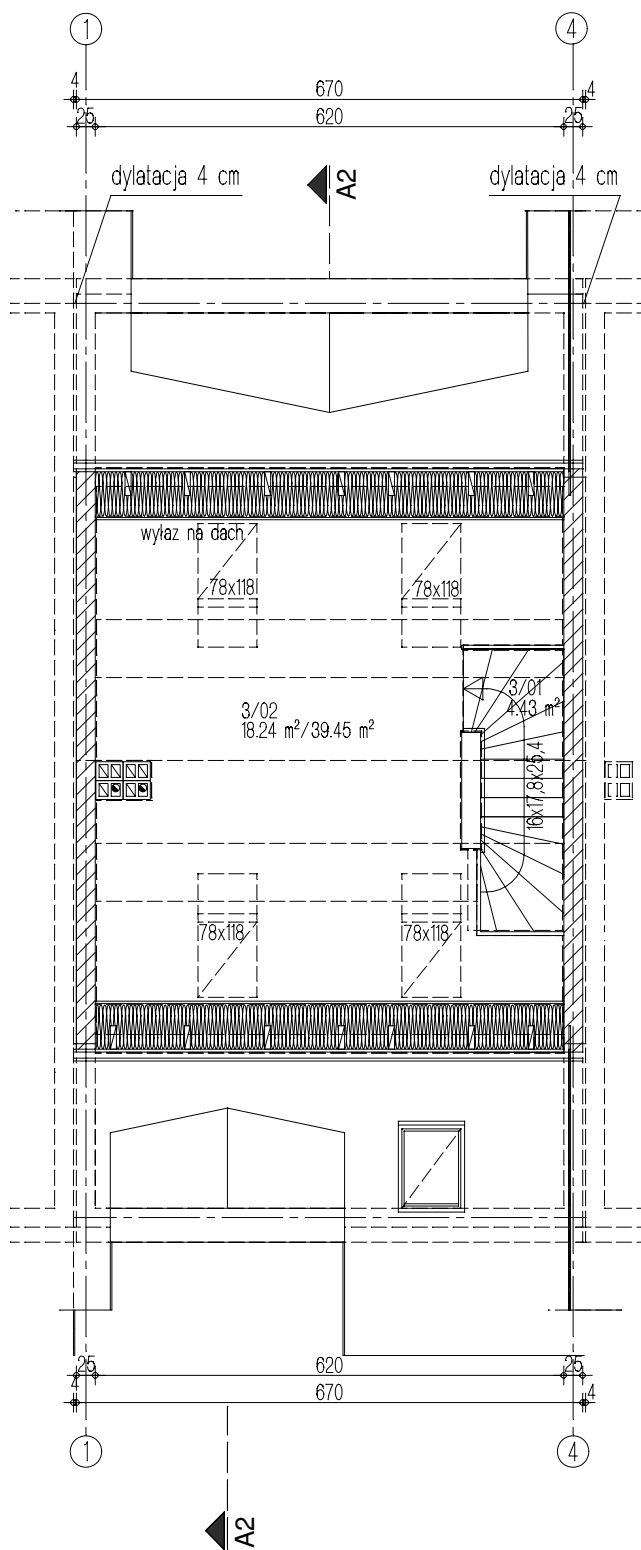 1 4
4 670 4
25 620 25
A2
dylatacja 4 cm dylatacja 4 cm
wyłaz na dach
78x118 78x118
3/01
4.43 m²
3/02
18.24 m²/39.45 m²
16x17,8x25,4
78x118 78x118
25 620 25
4 670 4
1 4
A2